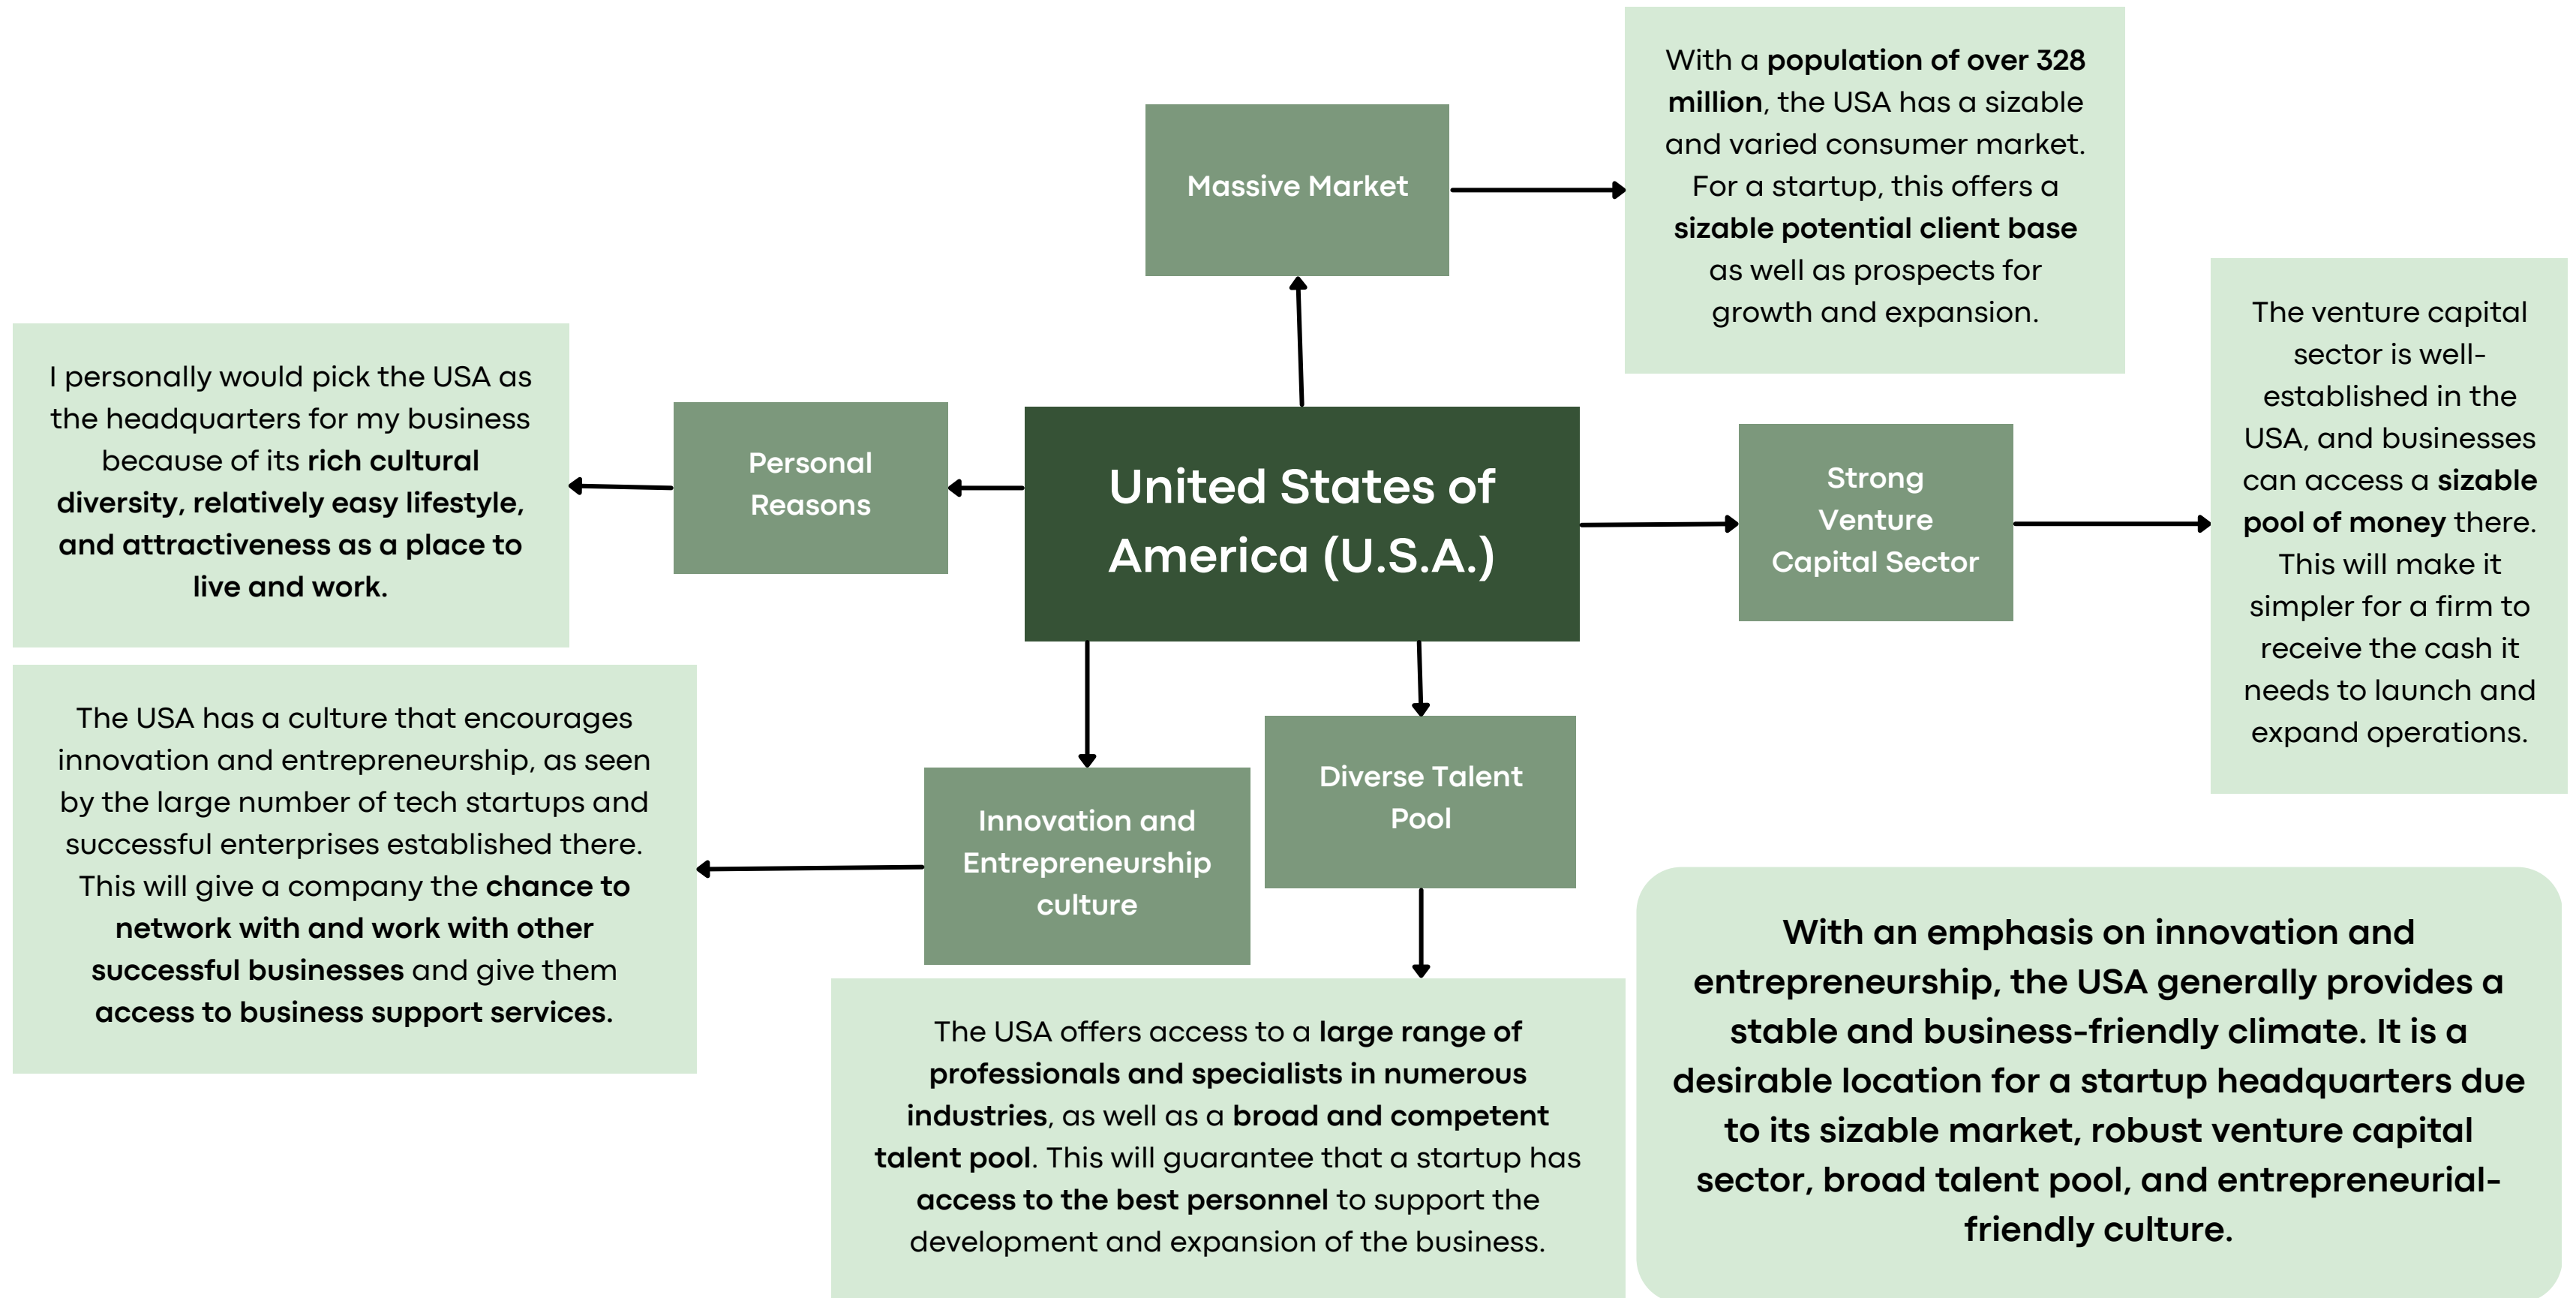 Massive Market
With a population of over 328
million, the USA has a sizable
and varied consumer market.
For a startup, this offers a
sizable potential client base
as well as prospects for
growth and expansion.
I personally would pick the USA as
the headquarters for my business
because of its rich cultural
diversity, relatively easy lifestyle,
and attractiveness as a place to
live and work.
Personal
Reasons
United States of
America (U.S.A.)
Strong
Venture
Capital Sector
The venture capital
sector is well-
established in the
USA, and businesses
can access a sizable
pool of money there.
This will make it
simpler for a firm to
receive the cash it
needs to launch and
expand operations.
The USA has a culture that encourages
innovation and entrepreneurship, as seen
by the large number of tech startups and
successful enterprises established there.
This will give a company the chance to
network with and work with other
successful businesses and give them
access to business support services.
Innovation and
Entrepreneurship
culture
Diverse Talent
Pool
The USA offers access to a large range of
professionals and specialists in numerous
industries, as well as a broad and competent
talent pool. This will guarantee that a startup has
access to the best personnel to support the
development and expansion of the business.
With an emphasis on innovation and
entrepreneurship, the USA generally provides a
stable and business-friendly climate. It is a
desirable location for a startup headquarters due
to its sizable market, robust venture capital
sector, broad talent pool, and entrepreneurial-
friendly culture.